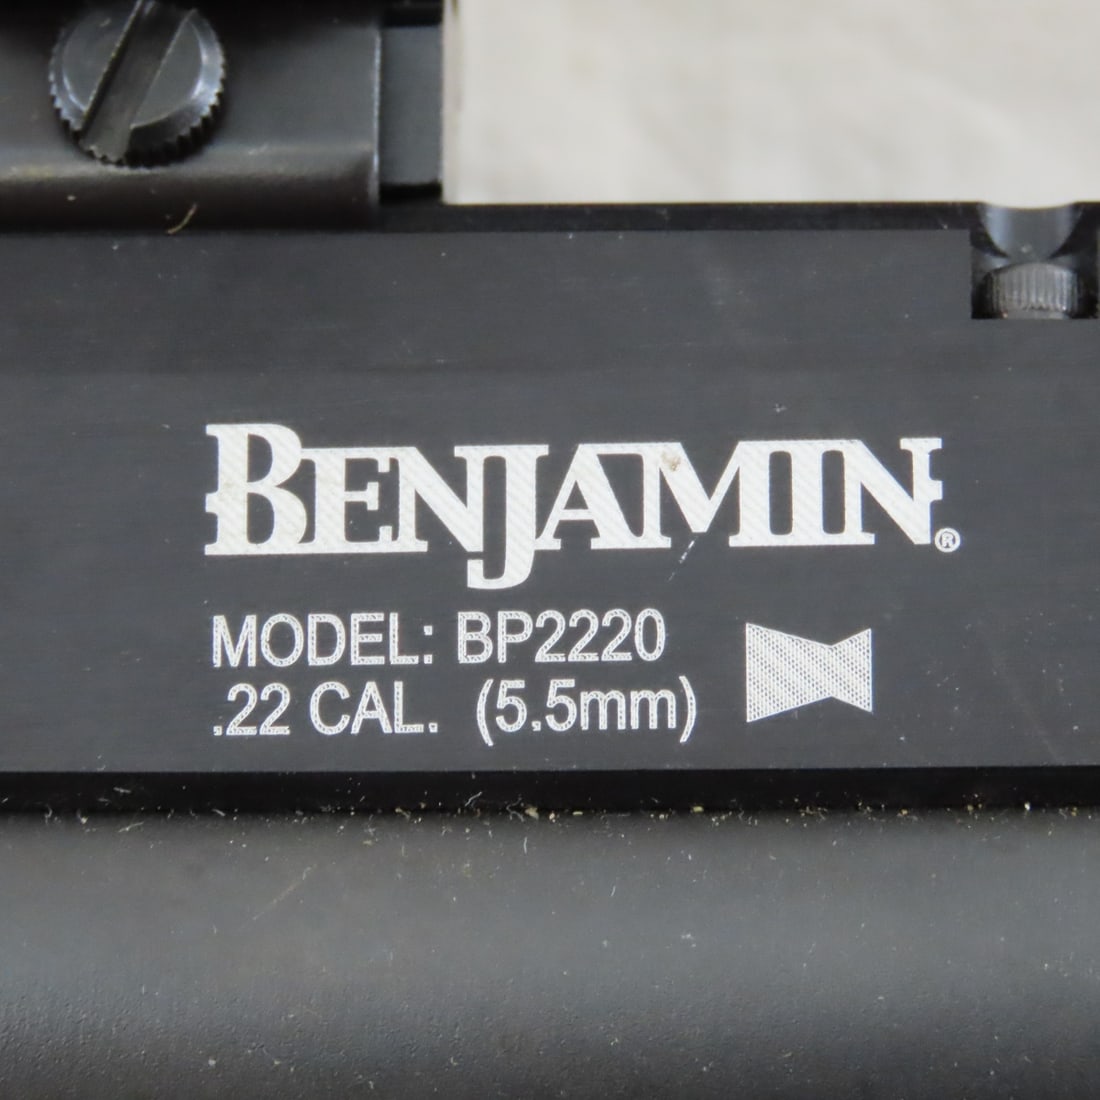 BENJAMIN®
MODEL: BP2220
.22 CAL. (5.5mm)